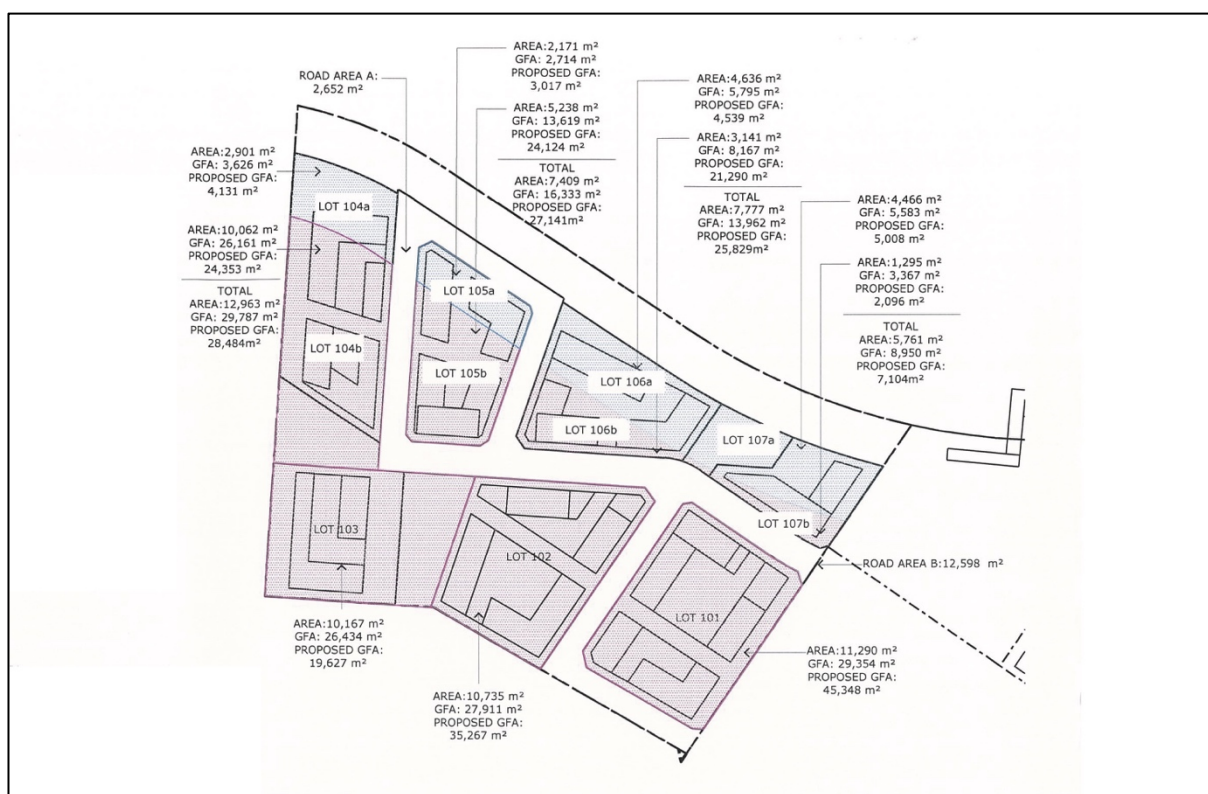 ROAD AREA A:
2,652 m²
AREA:2,171 m²
GFA: 2,714 m²
PROPOSED GFA:
3,017 m²
AREA:5,238 m²
GFA: 13,619 m²
PROPOSED GFA:
24,124 m²
TOTAL
AREA:7,409 m²
GFA: 16,333 m²
PROPOSED GFA:
27,141m²
AREA:4,636 m²
GFA: 5,795 m²
PROPOSED GFA:
4,539 m²
AREA:3,141 m²
GFA: 8,167 m²
PROPOSED GFA:
21,290 m²
TOTAL
AREA:7,777 m²
GFA: 13,962 m²
PROPOSED GFA:
25,829m²
AREA:4,466 m²
GFA: 5,583 m²
PROPOSED GFA:
5,008 m²
AREA:1,295 m²
GFA: 3,367 m²
PROPOSED GFA:
2,096 m²
TOTAL
AREA:5,761 m²
GFA: 8,950 m²
PROPOSED GFA:
7,104m²
AREA:2,901 m²
GFA: 3,626 m²
PROPOSED GFA:
4,131 m²
AREA:10,062 m²
GFA: 26,161 m²
PROPOSED GFA:
24,353 m²
TOTAL
AREA:12,963 m²
GFA: 29,787 m²
PROPOSED GFA:
28,484m²
LOT 104a
LOT 104b
LOT 105a
LOT 105b
LOT 106a
LOT 106b
LOT 107a
LOT 107b
LOT 103
LOT 102
LOT 101
ROAD AREA B:12,598 m²
AREA:10,167 m²
GFA: 26,434 m²
PROPOSED GFA:
19,627 m²
AREA:10,735 m²
GFA: 27,911 m²
PROPOSED GFA:
35,267 m²
AREA:11,290 m²
GFA: 29,354 m²
PROPOSED GFA:
45,348 m²